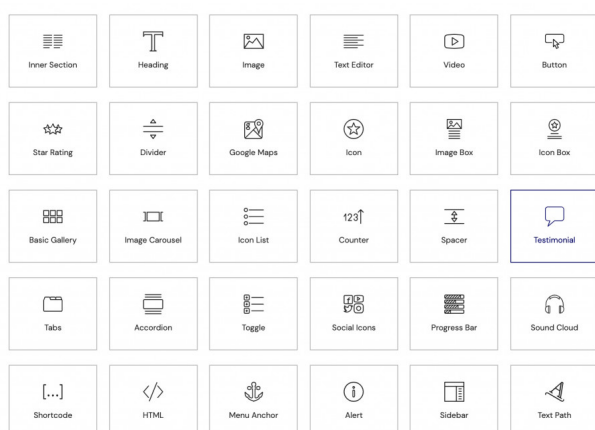 Inner Section
Heading
Image
Text Editor
Video
Button
Star Rating
Divider
Google Maps
Icon
Image Box
Icon Box
Basic Gallery
Image Carousel
Icon List
123
Counter
Spacer
Testimonial
Tabs
Accordion
Toggle
Social Icons
Progress Bar
Sound Cloud
[...]
Shortcode
</>
HTML
Menu Anchor
Alert
Sidebar
Text Path